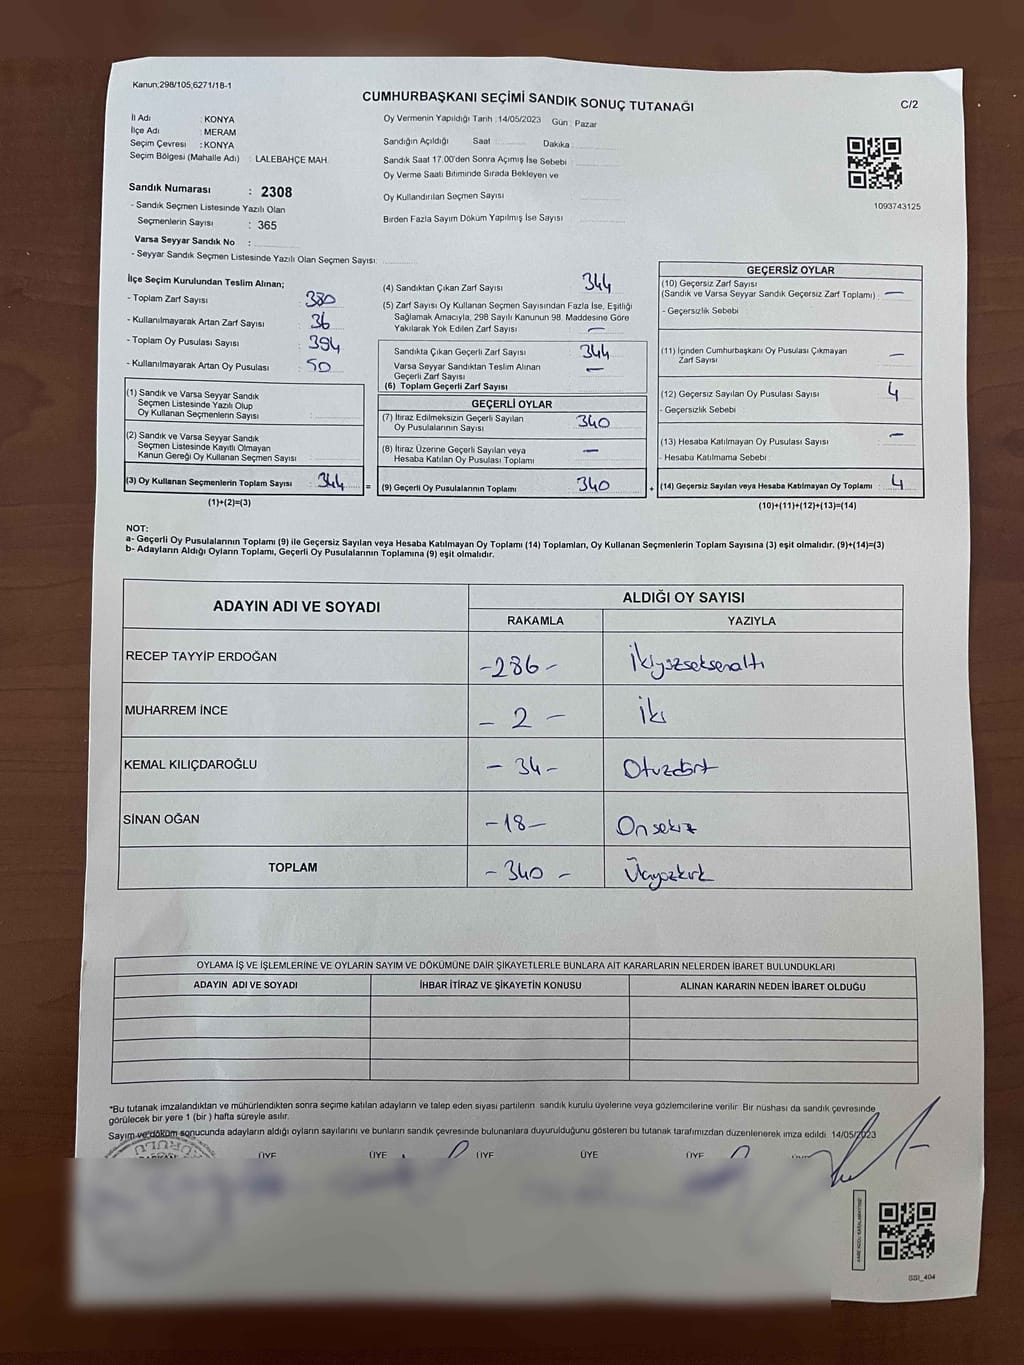 Kanun;298/105;6271/18-1
CUMHURBAŞKANI SEÇİMİ SANDIK SONUÇ TUTANAĞI
C/2
İl Adı : KONYA
İlçe Adı : MERAM
Seçim Çevresi : KONYA
Seçim Bölgesi (Mahalle Adı) : LALEBAHÇE MAH.
Sandık Numarası : 2308
- Sandık Seçmen Listesinde Yazılı Olan
Seçmenlerin Sayısı : 365
Varsa Seyyar Sandık No :
- Seyyar Sandık Seçmen Listesinde Yazılı Olan Seçmen Sayısı:
Oy Vermenin Yapıldığı Tarih :14/05/2023 Gün : Pazar
Sandığın Açıldığı Saat : Dakika :
Sandık Saat 17.00'den Sonra Açımış İse Sebebi :
Oy Verme Saati Bitiminde Sırada Bekleyen ve
Oy Kullandırılan Seçmen Sayısı
Birden Fazla Sayım Döküm Yapılmış İse Sayısı :
1093743125
İlçe Seçim Kurulundan Teslim Alınan;
- Toplam Zarf Sayısı : 380
- Kullanılmayarak Artan Zarf Sayısı : 36
- Toplam Oy Pusulası Sayısı : 394
- Kullanılmayarak Artan Oy Pusulası : 50
(1) Sandık ve Varsa Seyyar Sandık
Seçmen Listesinde Yazılı Olup
Oy Kullanan Seçmenlerin Sayısı :
(2) Sandık ve Varsa Seyyar Sandık
Seçmen Listesinde Kayıtlı Olmayan
Kanun Gereği Oy Kullanan Seçmen Sayısı :
(3) Oy Kullanan Seçmenlerin Toplam Sayısı : 344
(1)+(2)=(3)
=
(4) Sandıktan Çıkan Zarf Sayısı : 344
(5) Zarf Sayısı Oy Kullanan Seçmen Sayısından Fazla İse, Eşitliği
Sağlamak Amacıyla, 298 Sayılı Kanunun 98. Maddesine Göre
Yakılarak Yok Edilen Zarf Sayısı : —
Sandıkta Çıkan Geçerli Zarf Sayısı : 344
Varsa Seyyar Sandıktan Teslim Alınan : —
Geçerli Zarf Sayısı
(6) Toplam Geçerli Zarf Sayısı
GEÇERLİ OYLAR
(7) İtiraz Edilmeksizin Geçerli Sayılan
Oy Pusulalarının Sayısı : 340
(8) İtiraz Üzerine Geçerli Sayılan veya
Hesaba Katılan Oy Pusulası Toplamı : —
(9) Geçerli Oy Pusulalarının Toplamı : 340
+
GEÇERSİZ OYLAR
(10) Geçersiz Zarf Sayısı
(Sandık ve Varsa Seyyar Sandık Geçersiz Zarf Toplamı) : —
- Geçersizlik Sebebi
(11) İçinden Cumhurbaşkanı Oy Pusulası Çıkmayan
Zarf Sayısı : —
(12) Geçersiz Sayılan Oy Pusulası Sayısı : 4
- Geçersizlik Sebebi
(13) Hesaba Katılmayan Oy Pusulası Sayısı : —
- Hesaba Katılmama Sebebi :
(14) Geçersiz Sayılan veya Hesaba Katılmayan Oy Toplamı : 4
(10)+(11)+(12)+(13)=(14)
NOT:
a- Geçerli Oy Pusulalarının Toplamı (9) ile Geçersiz Sayılan veya Hesaba Katılmayan Oy Toplamı (14) Toplamları, Oy Kullanan Seçmenlerin Toplam Sayısına (3) eşit olmalıdır. (9)+(14)=(3)
b- Adayların Aldığı Oyların Toplamı, Geçerli Oy Pusulalarının Toplamına (9) eşit olmalıdır.
ADAYIN ADI VE SOYADI
ALDIĞI OY SAYISI
RAKAMLA YAZIYLA
RECEP TAYYİP ERDOĞAN -286- İkiyüzseksenaltı
MUHARREM İNCE - 2 - İki
KEMAL KILIÇDAROĞLU - 34 - Otuzdört
SİNAN OĞAN -18- Onsekiz
TOPLAM - 340 - Üçyüzkırk
OYLAMA İŞ VE İŞLEMLERİNE VE OYLARIN SAYIM VE DÖKÜMÜNE DAİR ŞİKAYETLERLE BUNLARA AİT KARARLARIN NELERDEN İBARET BULUNDUKLARI
ADAYIN ADI VE SOYADI İHBAR İTİRAZ VE ŞİKAYETİN KONUSU ALINAN KARARIN NEDEN İBARET OLDUĞU
*Bu tutanak imzalandıktan ve mühürlendikten sonra seçime katılan adayların ve talep eden siyasi partilerin sandık kurulu üyelerine veya gözlemcilerine verilir. Bir nüshası da sandık çevresinde
görülecek bir yere 1 (bir ) hafta süreyle asılır.
Sayım ve döküm sonucunda adayların aldığı oyların sayılarını ve bunların sandık çevresinde bulunanlara duyurulduğunu gösteren bu tutanak tarafımızdan düzenlenerek imza edildi. 14/05/2023
ÜYE ÜYE ÜYE ÜYE ÜYE
SSI_404